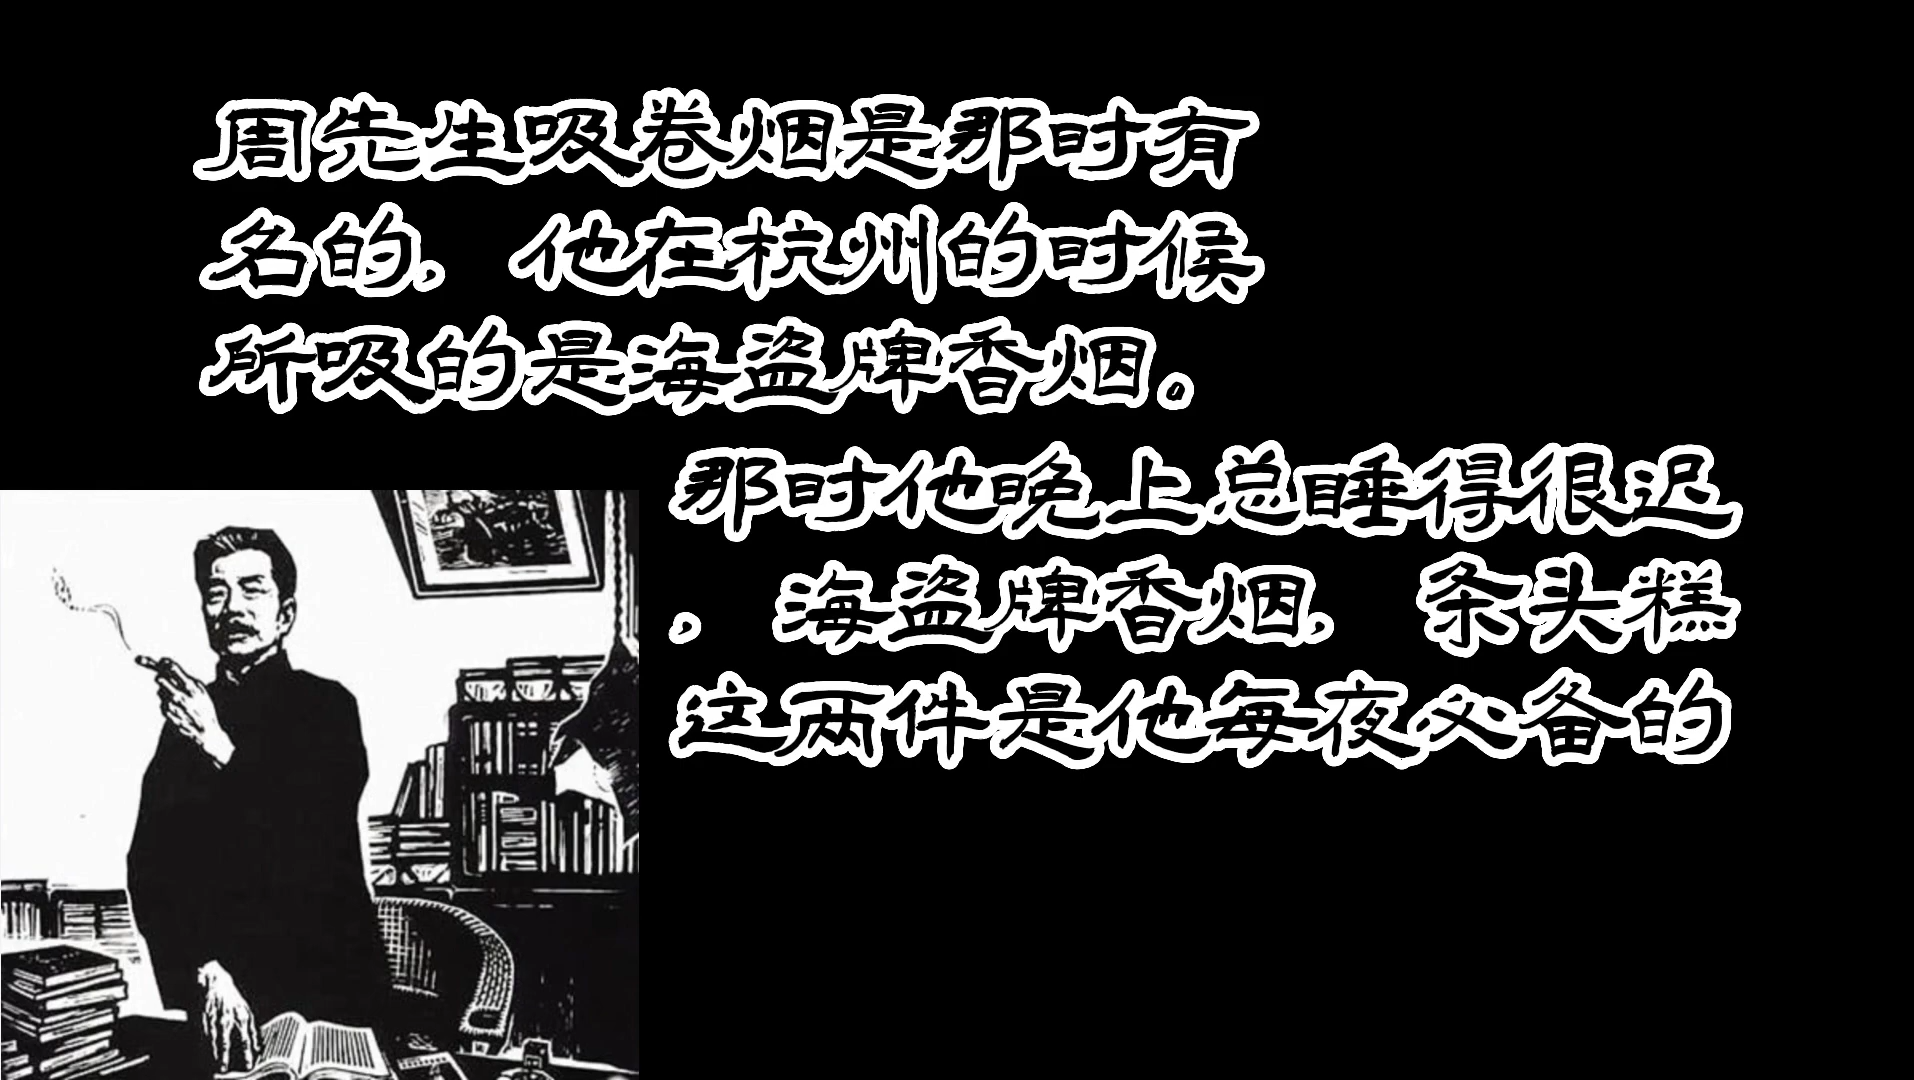 周先生吸卷烟是那时有
名的，他在杭州的时候
所吸的是海盗牌香烟。
那时他晚上总睡得很迟
，海盗牌香烟，条头糕
这两件是他每夜必备的